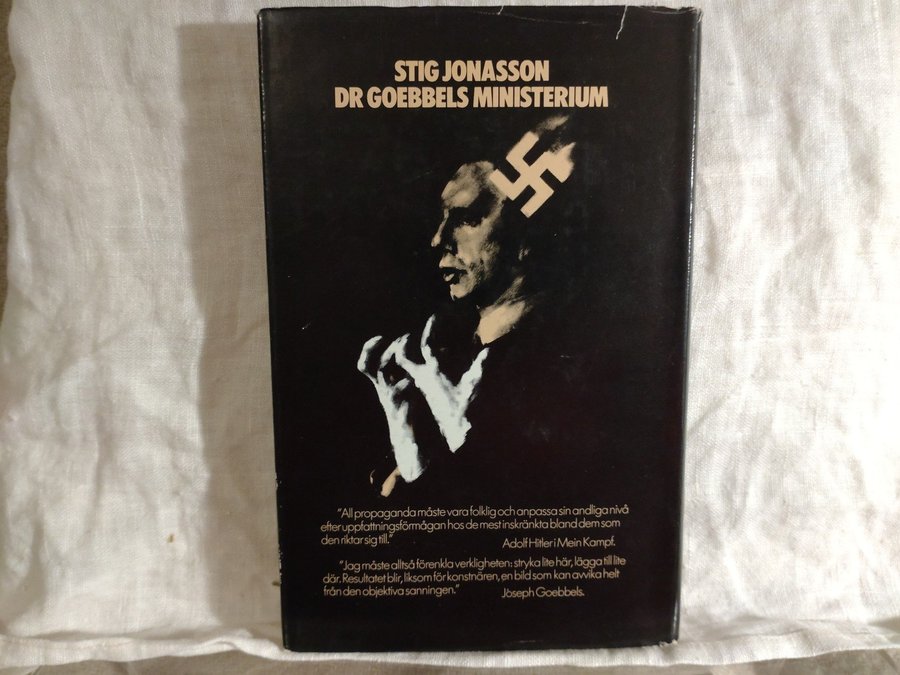 STIG JONASSON
DR GOEBBELS MINISTERIUM
"All propaganda måste vara folklig och anpassa sin andliga nivå
efter uppfattningsförmågan hos de mest inskränkta bland dem som
den riktar sig till." Adolf Hitler i Mein Kampf.
"Jag måste alltså förenkla verkligheten: stryka lite här, lägga till lite
där. Resultatet blir, liksom för konstnären, en bild som kan avvika helt
från den objektiva sanningen." Joseph Goebbels.